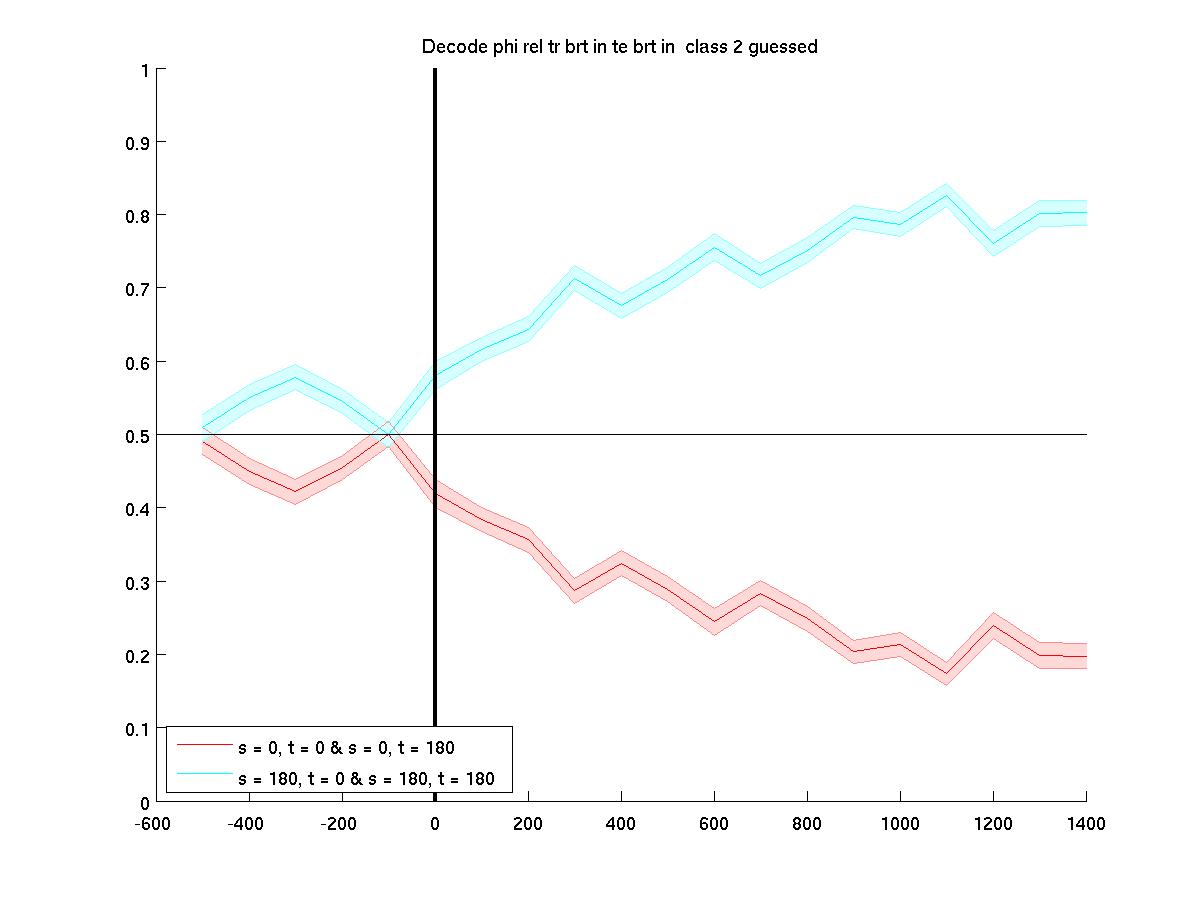 Decode phi rel tr brt in te brt in  class 2 guessed
1
0.9
0.8
0.7
0.6
0.5
0.4
0.3
0.2
0.1
0
s = 0, t = 0 & s = 0, t = 180
s = 180, t = 0 & s = 180, t = 180
-600 -400 -200 0 200 400 600 800 1000 1200 1400